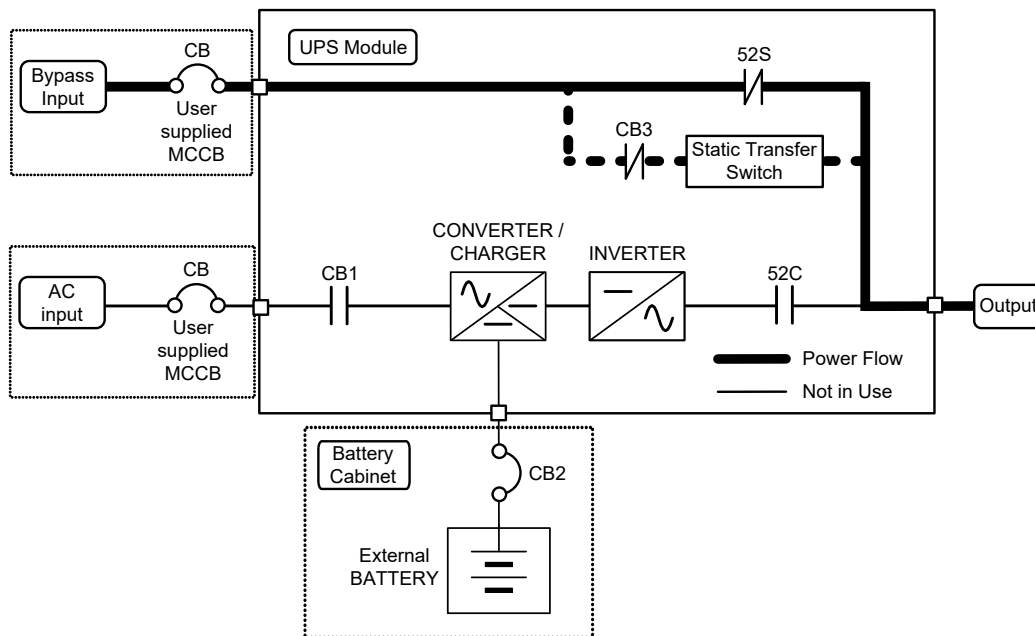 UPS Module
CB
Bypass
Input
User
supplied
MCCB
52S
CB3
Static Transfer
Switch
CONVERTER /
CHARGER
INVERTER
CB
AC
input
User
supplied
MCCB
CB1
52C
Output
Power Flow
Not in Use
Battery
Cabinet
CB2
External
BATTERY